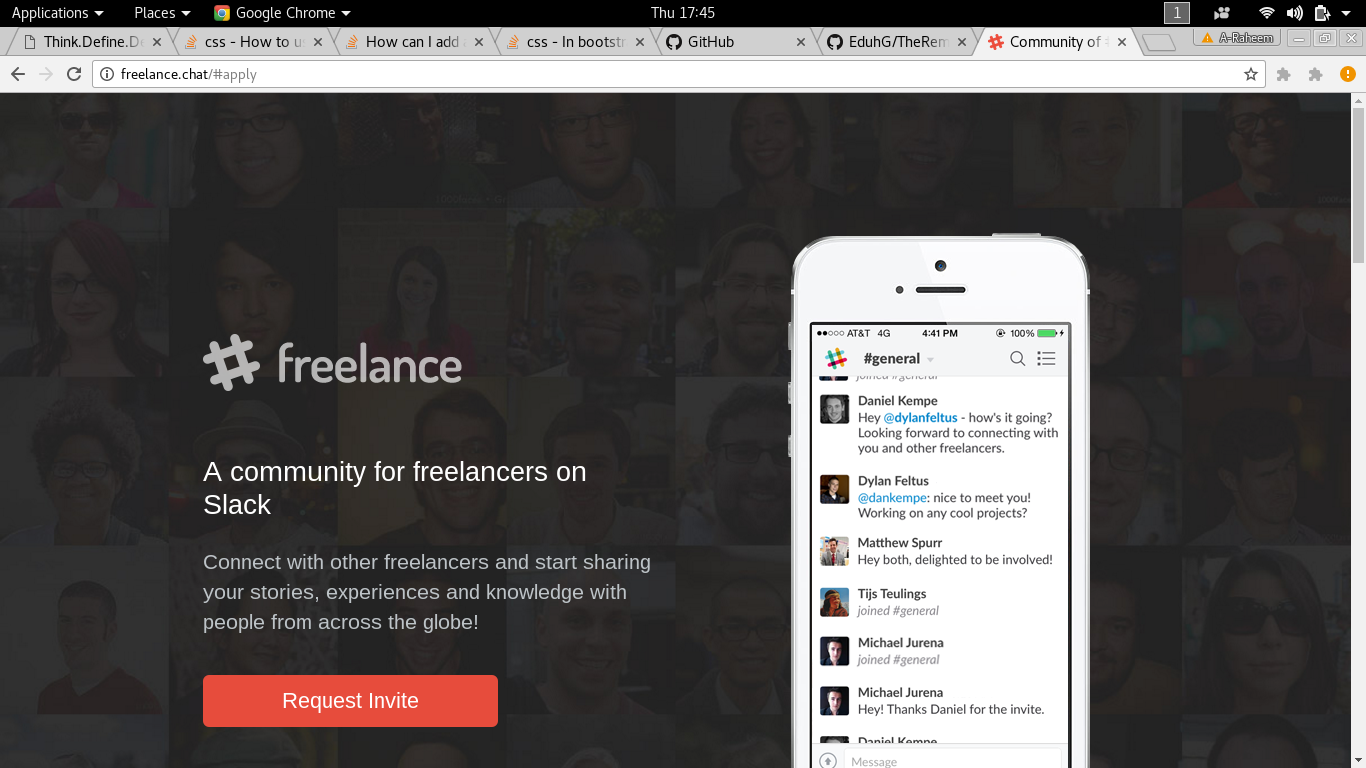 Applications Places Google Chrome Thu 17:45 1
Think.Define.De css - How to u How can I add css - In bootst GitHub EduhG/TheRem Community of A-Raheem
freelance.chat/#apply
freelance
A community for freelancers on
Slack
Connect with other freelancers and start sharing
your stories, experiences and knowledge with
people from across the globe!
Request Invite
AT&T 4G 4:41 PM 100%
#general
joined #general
Daniel Kempe
Hey @dylanfeltus - how's it going?
Looking forward to connecting with
you and other freelancers.
Dylan Feltus
@dankempe: nice to meet you!
Working on any cool projects?
Matthew Spurr
Hey both, delighted to be involved!
Tijs Teulings
joined #general
Michael Jurena
joined #general
Michael Jurena
Hey! Thanks Daniel for the invite.
Daniel Kempe
Message